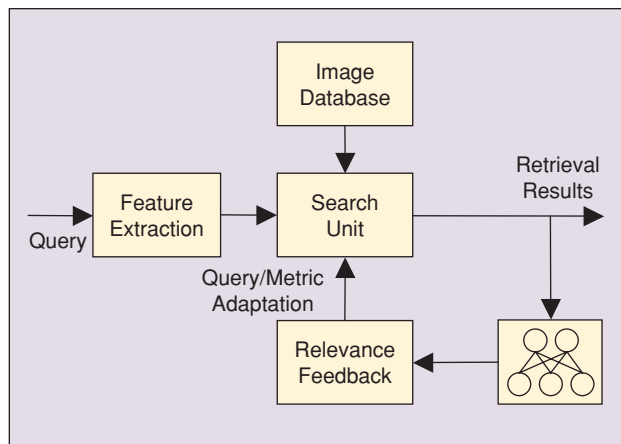 Image
Database
Retrieval
Results
Feature
Extraction
Search
Unit
Query
Query/Metric
Adaptation
Relevance
Feedback